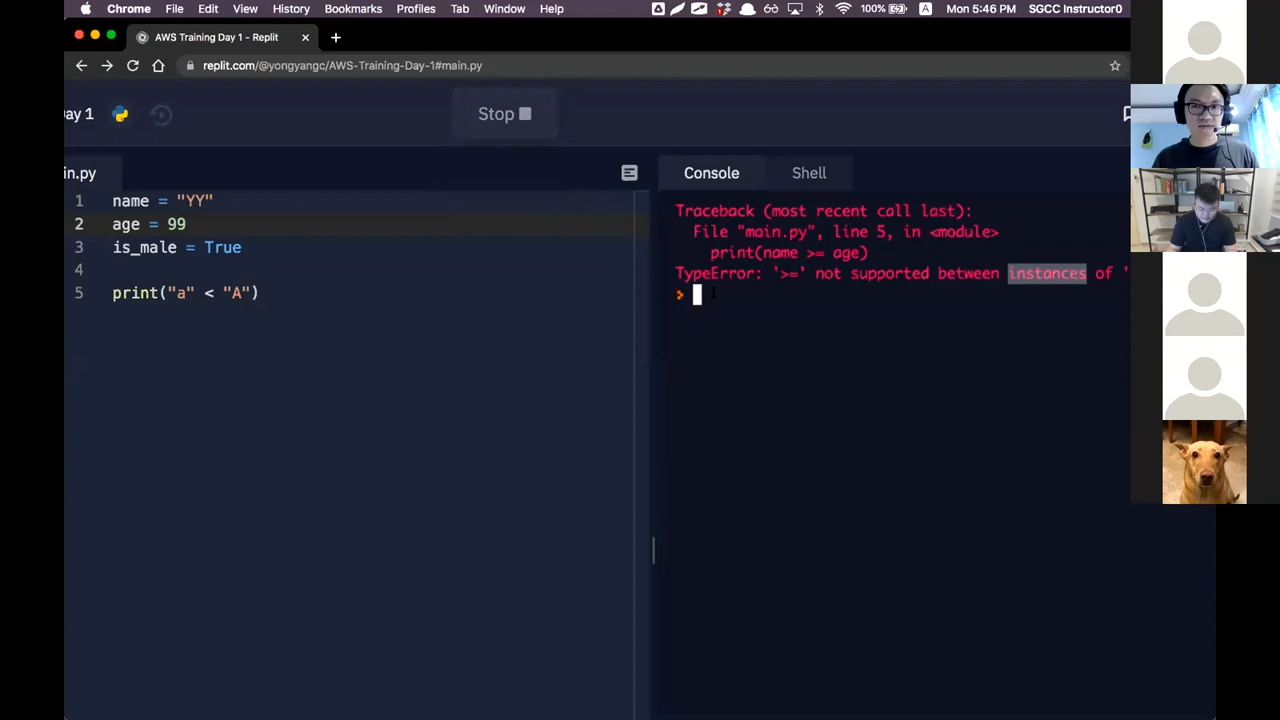 Chrome File Edit View History Bookmarks Profiles Tab Window Help 100% A Mon 5:46 PM SGCC Instructor0
AWS Training Day 1 - Replit
replit.com/@yongyangc/AWS-Training-Day-1#main.py
ay 1
Stop
in.py
Console Shell
1 name = "YY"
2 age = 99
3 is_male = True
4
5 print("a" < "A")
Traceback (most recent call last):
File "main.py", line 5, in <module>
print(name >= age)
TypeError: '>=' not supported between instances of '
>